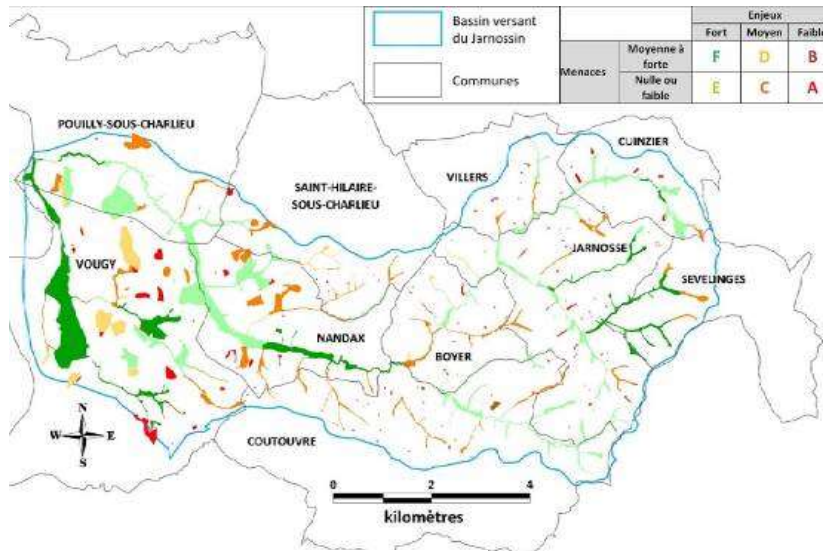 Bassin versant
du Jarnossin
Communes
Enjeux
Fort Moyen Faible
Menaces
Moyenne à
forte
F D B
Nulle ou
faible
E C A
POUILLY-SOUS-CHARLIEU
CUINZIER
VILLERS
SAINT-HILAIRE-
SOUS-CHARLIEU
JARNOSSE
VOUGY
SEVELINGES
NANDAX
BOYER
N
W E
S
COUTOUVRE
0 2 4
kilomètres